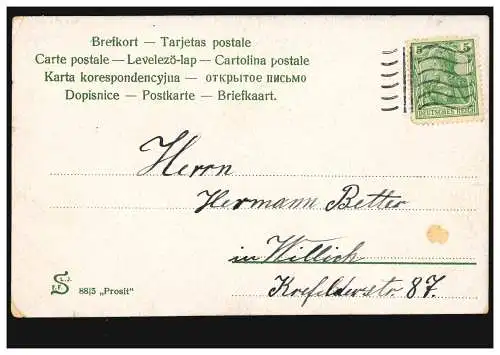 Brefkort — Tarjetas postale
Carte postale — Levelező-lap — Cartolina postale
Karta korespondencyjna — открытое письмо
Dopisnice — Postkarte — Briefkaart.
5 5
DEUTSCHES REICH
Herrn
Hermann Better
in Willich
Krefelderstr. 87.
88|5 „Prosit"